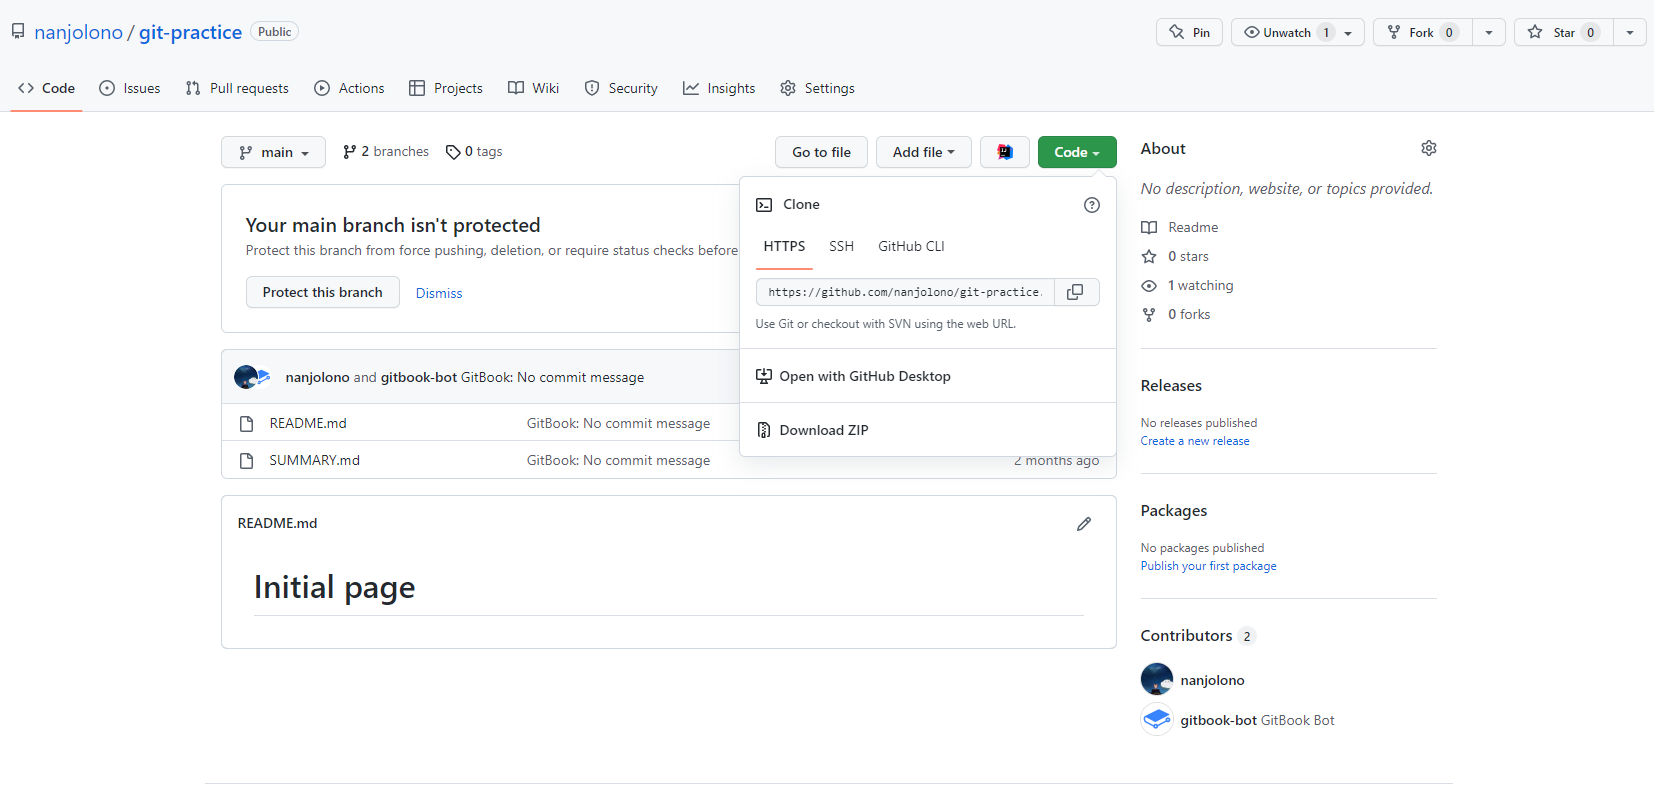 nanjolono / git-practice Public
Pin Unwatch 1 Fork 0 Star 0
Code Issues Pull requests Actions Projects Wiki Security Insights Settings
main 2 branches 0 tags Go to file Add file Code
Your main branch isn't protected
Protect this branch from force pushing, deletion, or require status checks before
Protect this branch Dismiss
Clone
HTTPS SSH GitHub CLI
https://github.com/nanjolono/git-practice.
Use Git or checkout with SVN using the web URL.
Open with GitHub Desktop
Download ZIP
nanjolono and gitbook-bot GitBook: No commit message
README.md GitBook: No commit message
SUMMARY.md GitBook: No commit message 2 months ago
README.md
Initial page
About
No description, website, or topics provided.
Readme
0 stars
1 watching
0 forks
Releases
No releases published
Create a new release
Packages
No packages published
Publish your first package
Contributors 2
nanjolono
gitbook-bot GitBook Bot